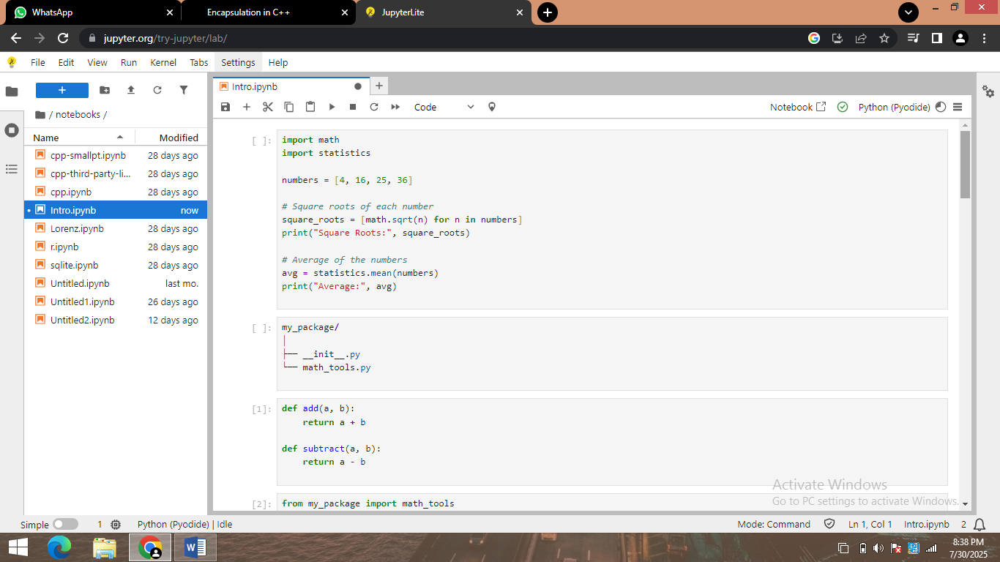 WhatsApp
Encapsulation in C++
JupyterLite
jupyter.org/try-jupyter/lab/
File Edit View Run Kernel Tabs Settings Help
+
/ notebooks /
Name Modified
cpp-smallpt.ipynb 28 days ago
cpp-third-party-li... 28 days ago
cpp.ipynb 28 days ago
Intro.ipynb now
Lorenz.ipynb 28 days ago
r.ipynb 28 days ago
sqlite.ipynb 28 days ago
Untitled.ipynb last mo.
Untitled1.ipynb 26 days ago
Untitled2.ipynb 12 days ago
Intro.ipynb
Code
Notebook
Python (Pyodide)
[ ]:
import math
import statistics
numbers = [4, 16, 25, 36]
# Square roots of each number
square_roots = [math.sqrt(n) for n in numbers]
print("Square Roots:", square_roots)
# Average of the numbers
avg = statistics.mean(numbers)
print("Average:", avg)
[ ]:
my_package/
│
├── __init__.py
└── math_tools.py
[1]:
def add(a, b):
    return a + b
def subtract(a, b):
    return a - b
[2]:
from my_package import math_tools
Activate Windows
Go to PC settings to activate Windows.
Simple 1 Python (Pyodide) | Idle Mode: Command Ln 1, Col 1 Intro.ipynb 2
8:38 PM
7/30/2025